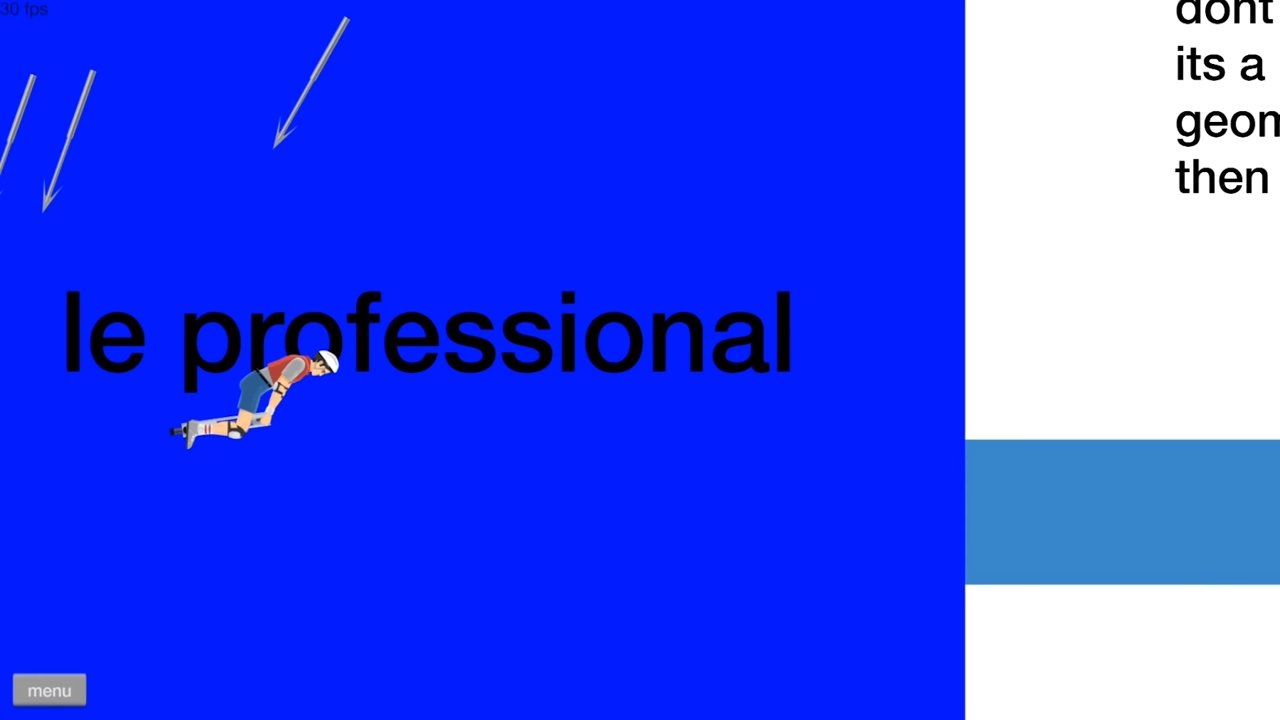 30 fps
dont
its a
then
le professional
menu